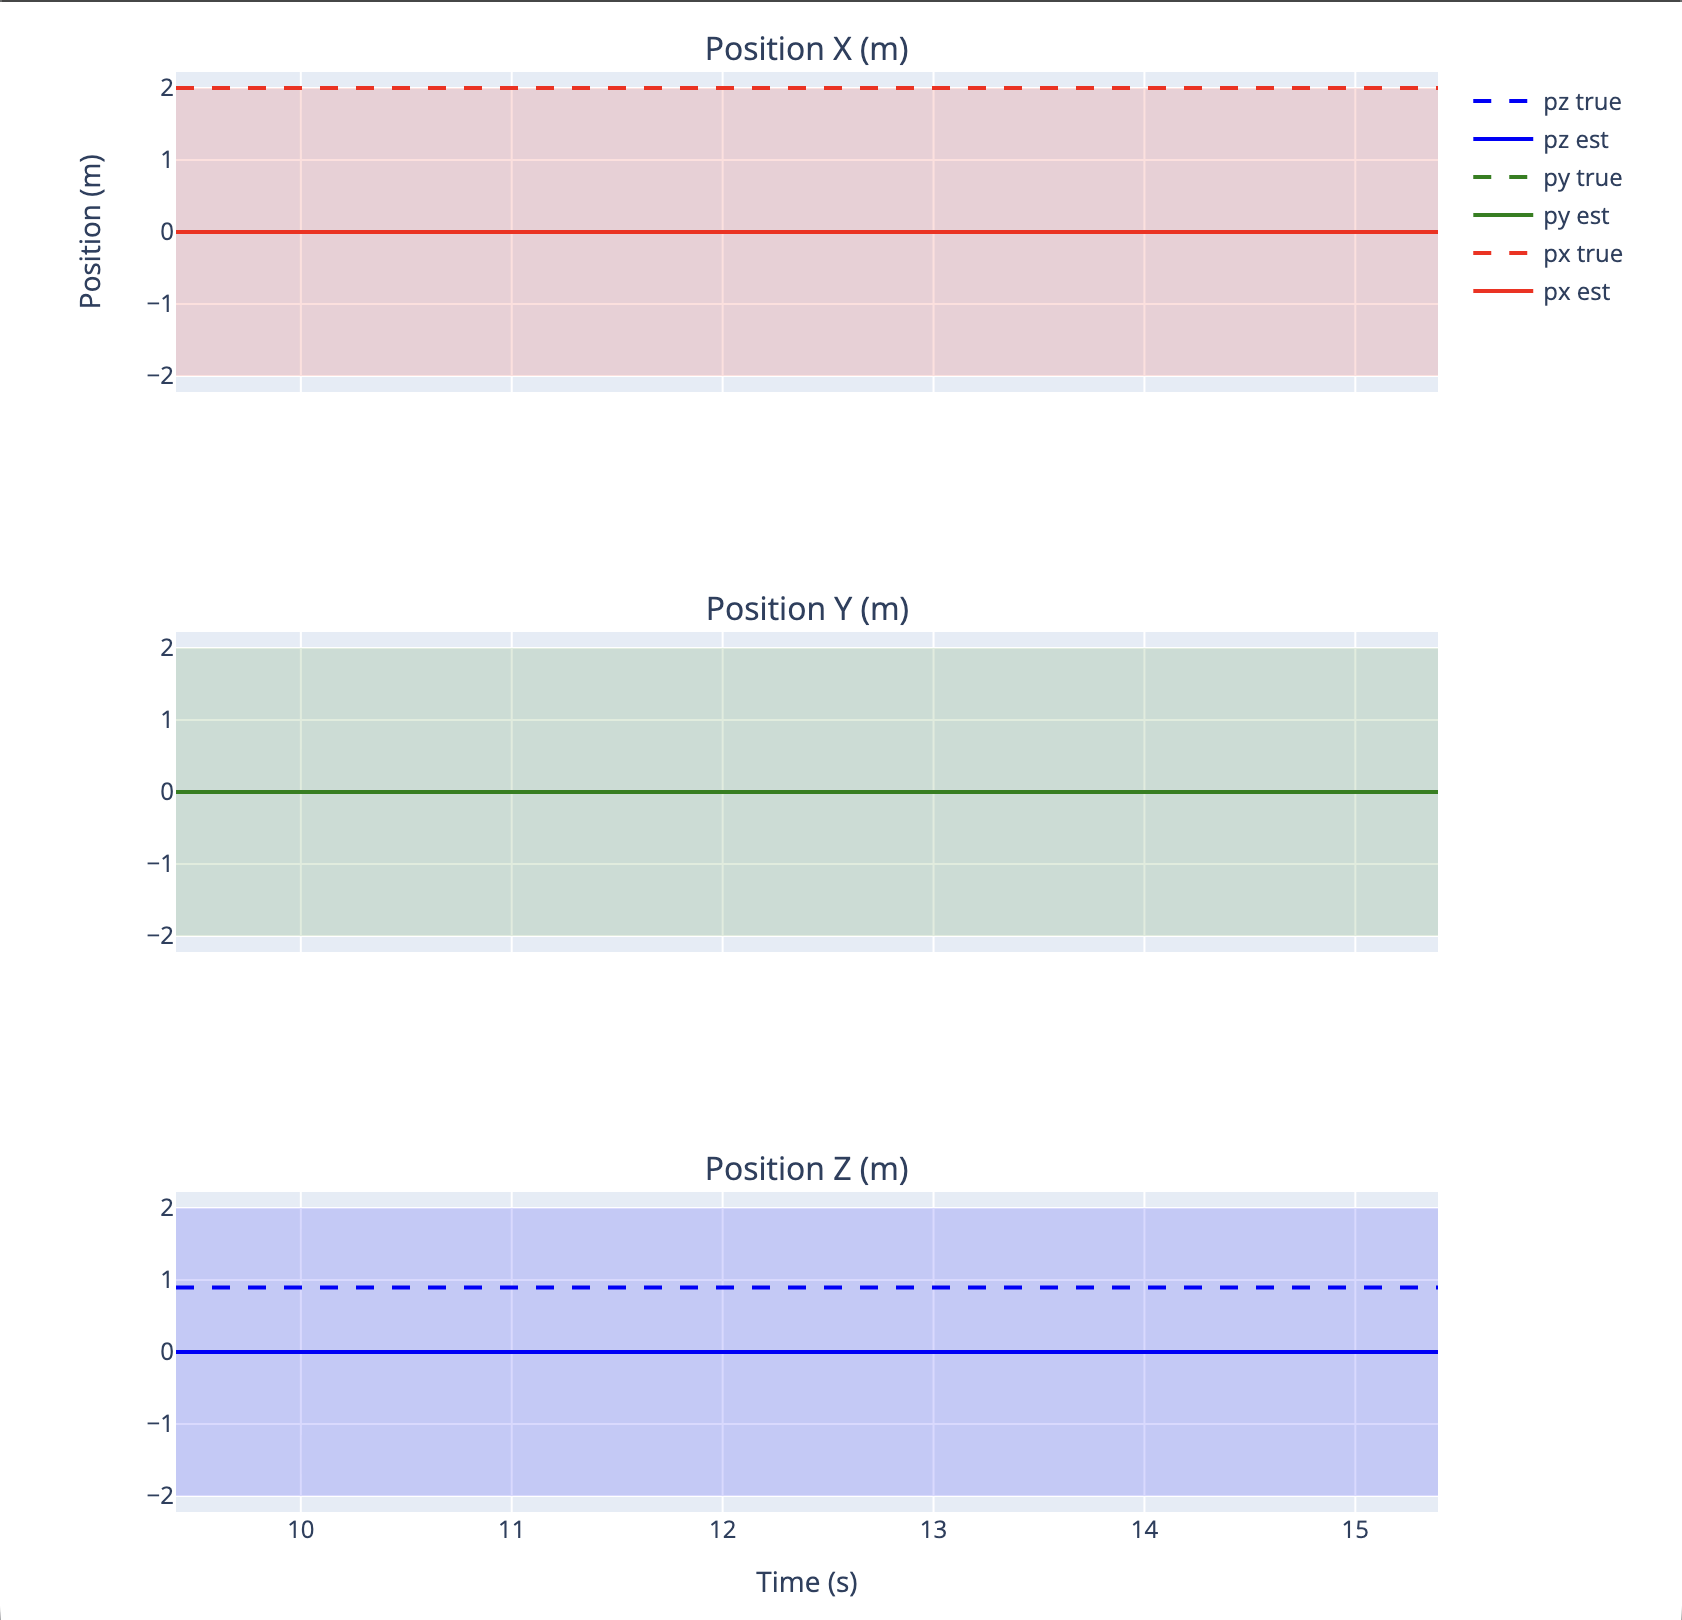 Position X (m)
2
1
0
−1
−2
Position (m)
pz true
pz est
py true
py est
px true
px est
Position Y (m)
2
1
0
−1
−2
Position Z (m)
2
1
0
−1
−2
10 11 12 13 14 15
Time (s)